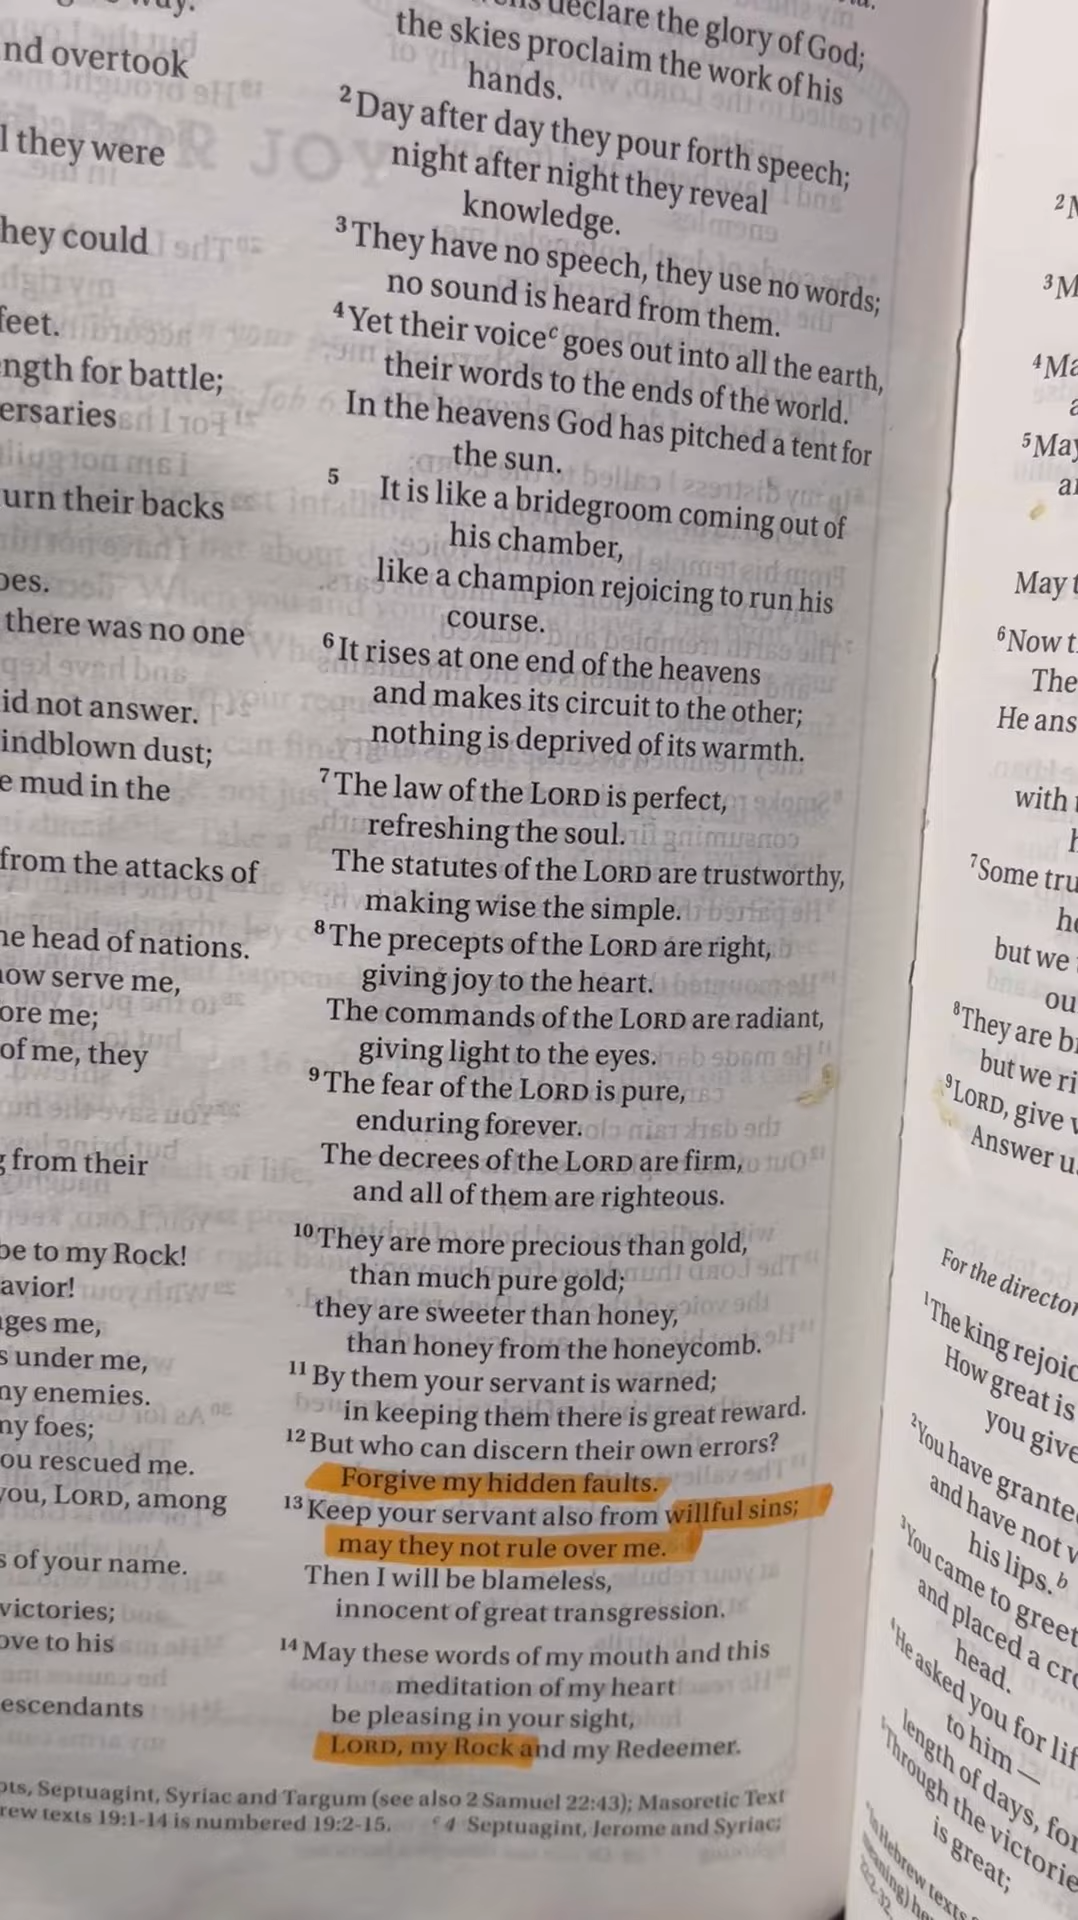 nd overtook
they were
hey could
feet.
ngth for battle;
ersaries
urn their backs
there was no one
id not answer.
indblown dust;
e mud in the
from the attacks of
he head of nations.
now serve me,
ore me;
of me, they
from their
be to my Rock!
avior!
ges me,
s under me,
ny enemies.
ny foes;
ou rescued me.
you, LORD, among
s of your name.
victories;
ove to his
escendants
declare the glory of God;
the skies proclaim the work of his
hands.
2 Day after day they pour forth speech;
night after night they reveal
knowledge.
3 They have no speech, they use no words;
no sound is heard from them.
4 Yet their voice c goes out into all the earth,
their words to the ends of the world.
In the heavens God has pitched a tent for
the sun.
5 It is like a bridegroom coming out of
his chamber,
like a champion rejoicing to run his
course.
6 It rises at one end of the heavens
and makes its circuit to the other;
nothing is deprived of its warmth.
7 The law of the LORD is perfect,
refreshing the soul.
The statutes of the LORD are trustworthy,
making wise the simple.
8 The precepts of the LORD are right,
giving joy to the heart.
The commands of the LORD are radiant,
giving light to the eyes.
9 The fear of the LORD is pure,
enduring forever.
The decrees of the LORD are firm,
and all of them are righteous.
10 They are more precious than gold,
than much pure gold;
they are sweeter than honey,
than honey from the honeycomb.
11 By them your servant is warned;
in keeping them there is great reward.
12 But who can discern their own errors?
Forgive my hidden faults.
13 Keep your servant also from willful sins;
may they not rule over me.
Then I will be blameless,
innocent of great transgression.
14 May these words of my mouth and this
meditation of my heart
be pleasing in your sight,
LORD, my Rock and my Redeemer.
Septuagint, Syriac and Targum (see also 2 Samuel 22:43); Masoretic Text
rew texts 19:1-14 is numbered 19:2-15. c 4 Septuagint, Jerome and Syriac;
2
3 M
4 Ma
5 May
May t
6 Now t
The
He ans
with
7 Some tru
he
but we
ou
8 They are b
but we ri
9 LORD, give
Answer u
For the director
1 The king rejoic
How great is
you give
2 You have grante
and have not
his lips. b
3 You came to greet
and placed a cro
head.
4 He asked you for lif
to him —
length of days, for
5 Through the victorie
is great;
In Hebrew texts